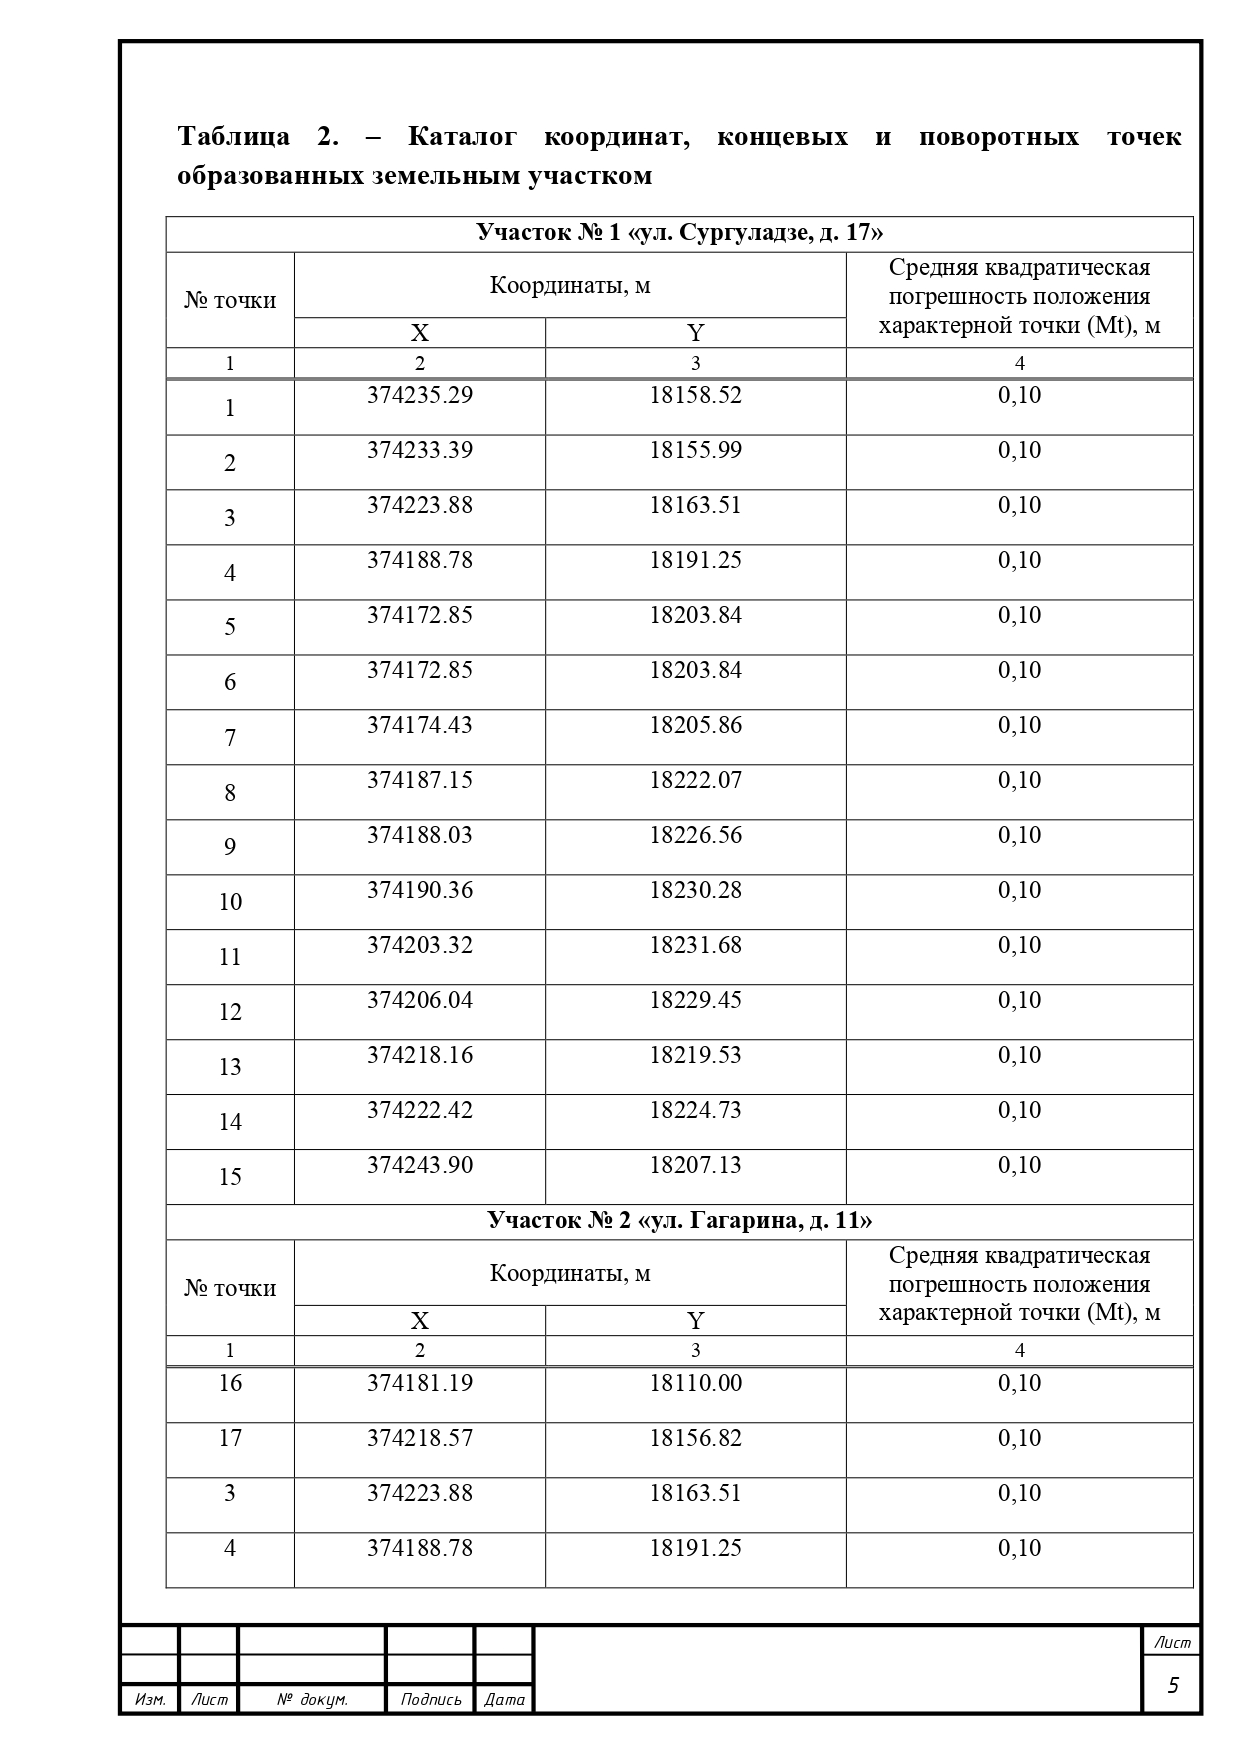 Таблица 2. – Каталог координат, концевых и поворотных точек
образованных земельным участком
Участок № 1 «ул. Сургуладзе, д. 17»
№ точки Координаты, м Средняя квадратическая
погрешность положения
характерной точки (Mt), м
X Y
1 2 3 4
1 374235.29 18158.52 0,10
2 374233.39 18155.99 0,10
3 374223.88 18163.51 0,10
4 374188.78 18191.25 0,10
5 374172.85 18203.84 0,10
6 374172.85 18203.84 0,10
7 374174.43 18205.86 0,10
8 374187.15 18222.07 0,10
9 374188.03 18226.56 0,10
10 374190.36 18230.28 0,10
11 374203.32 18231.68 0,10
12 374206.04 18229.45 0,10
13 374218.16 18219.53 0,10
14 374222.42 18224.73 0,10
15 374243.90 18207.13 0,10
Участок № 2 «ул. Гагарина, д. 11»
№ точки Координаты, м Средняя квадратическая
погрешность положения
характерной точки (Mt), м
X Y
1 2 3 4
16 374181.19 18110.00 0,10
17 374218.57 18156.82 0,10
3 374223.88 18163.51 0,10
4 374188.78 18191.25 0,10
Лист
5
Изм. Лист № докум. Подпись Дата